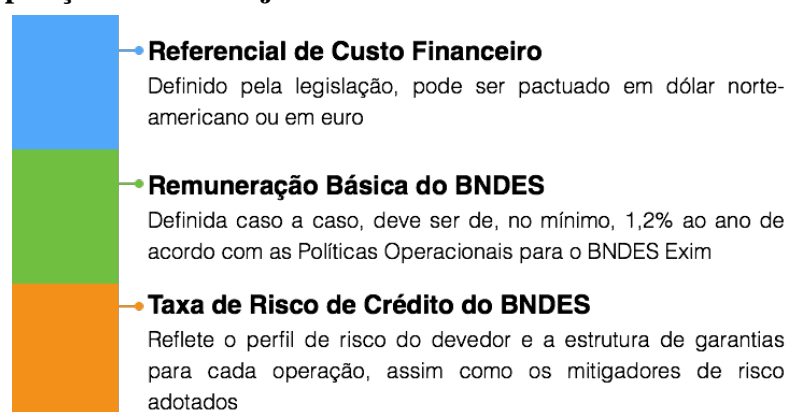 Referencial de Custo Financeiro
Definido pela legislação, pode ser pactuado em dólar norte-
americano ou em euro
Remuneração Básica do BNDES
Definida caso a caso, deve ser de, no mínimo, 1,2% ao ano de
acordo com as Políticas Operacionais para o BNDES Exim
Taxa de Risco de Crédito do BNDES
Reflete o perfil de risco do devedor e a estrutura de garantias
para cada operação, assim como os mitigadores de risco
adotados